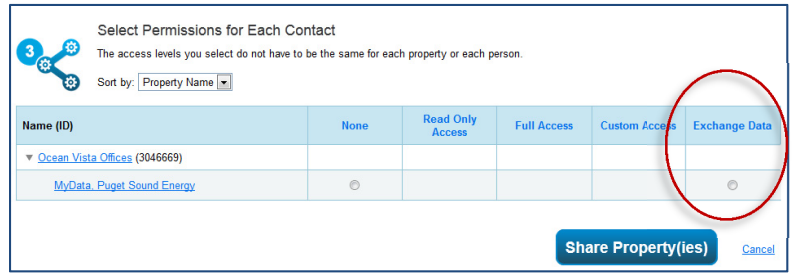 Select Permissions for Each Contact
3
The access levels you select do not have to be the same for each property or each person.
Sort by: Property Name
Name (ID) None Read Only Access Full Access Custom Access Exchange Data
Ocean Vista Offices (3046669)
MyData, Puget Sound Energy
Share Property(ies) Cancel